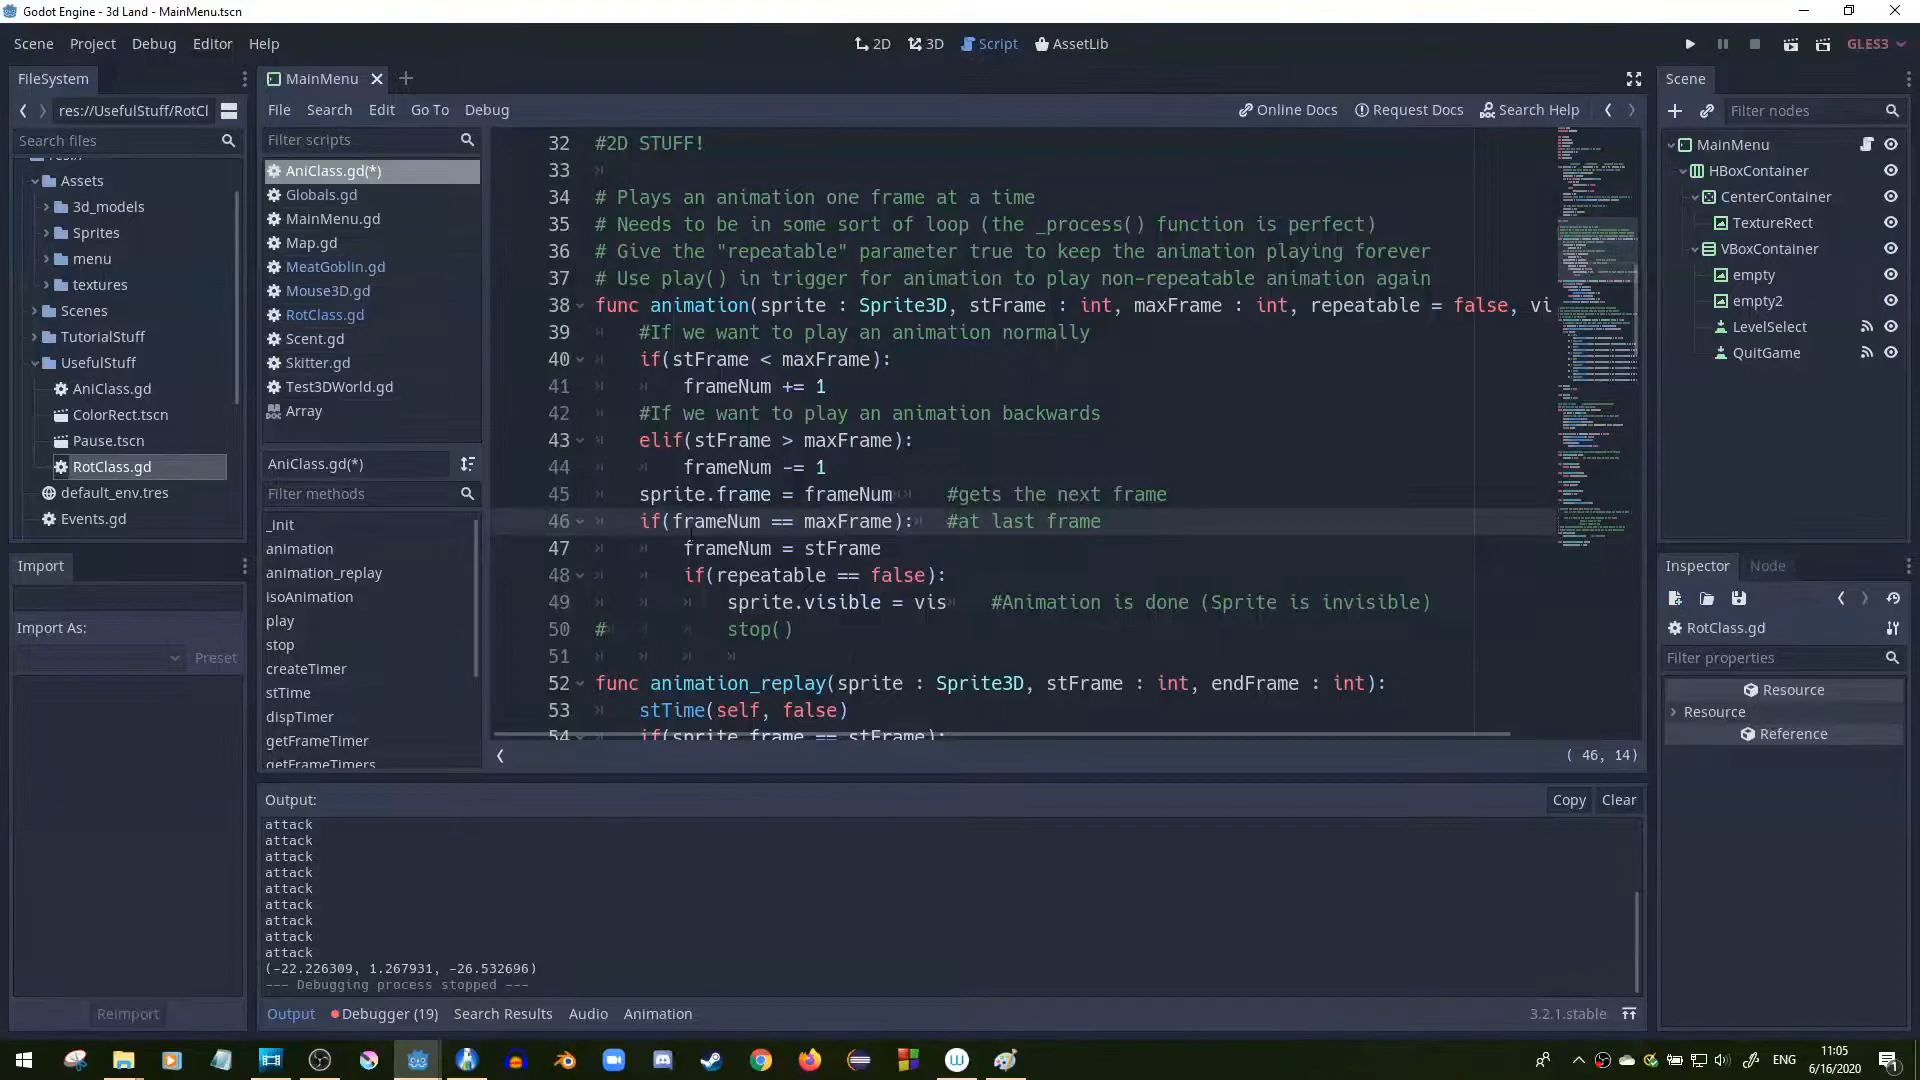 Godot Engine - 3d Land - MainMenu.tscn
Scene Project Debug Editor Help
2D 3D Script AssetLib
GLES3
FileSystem
res://UsefulStuff/RotCl
Search files
Assets
3d_models
Sprites
menu
textures
Scenes
TutorialStuff
UsefulStuff
AniClass.gd
ColorRect.tscn
Pause.tscn
RotClass.gd
default_env.tres
Events.gd
Import
Import As:
Preset
Reimport
MainMenu
File Search Edit Go To Debug
Online Docs Request Docs Search Help
Filter scripts
AniClass.gd(*)
Globals.gd
MainMenu.gd
Map.gd
MeatGoblin.gd
Mouse3D.gd
RotClass.gd
Scent.gd
Skitter.gd
Test3DWorld.gd
Array
AniClass.gd(*)
Filter methods
_init
animation
animation_replay
isoAnimation
play
stop
createTimer
stTime
dispTimer
getFrameTimer
getFrameTimers
32 #2D STUFF!
33
34 # Plays an animation one frame at a time
35 # Needs to be in some sort of loop (the _process() function is perfect)
36 # Give the "repeatable" parameter true to keep the animation playing forever
37 # Use play() in trigger for animation to play non-repeatable animation again
38 func animation(sprite : Sprite3D, stFrame : int, maxFrame : int, repeatable = false, vi
39 #If we want to play an animation normally
40 if(stFrame < maxFrame):
41 frameNum += 1
42 #If we want to play an animation backwards
43 elif(stFrame > maxFrame):
44 frameNum -= 1
45 sprite.frame = frameNum #gets the next frame
46 if(frameNum == maxFrame): #at last frame
47 frameNum = stFrame
48 if(repeatable == false):
49 sprite.visible = vis #Animation is done (Sprite is invisible)
50 # stop()
51
52 func animation_replay(sprite : Sprite3D, stFrame : int, endFrame : int):
53 stTime(self, false)
54 if(sprite.frame == stFrame):
( 46, 14)
Output:
Copy Clear
attack
attack
attack
attack
attack
attack
attack
attack
attack
(-22.226309, 1.267931, -26.532696)
--- Debugging process stopped ---
Output Debugger (19) Search Results Audio Animation
3.2.1.stable
Scene
Filter nodes
MainMenu
HBoxContainer
CenterContainer
TextureRect
VBoxContainer
empty
empty2
LevelSelect
QuitGame
Inspector Node
RotClass.gd
Filter properties
Resource
Resource
Reference
ENG
11:05
6/16/2020
1